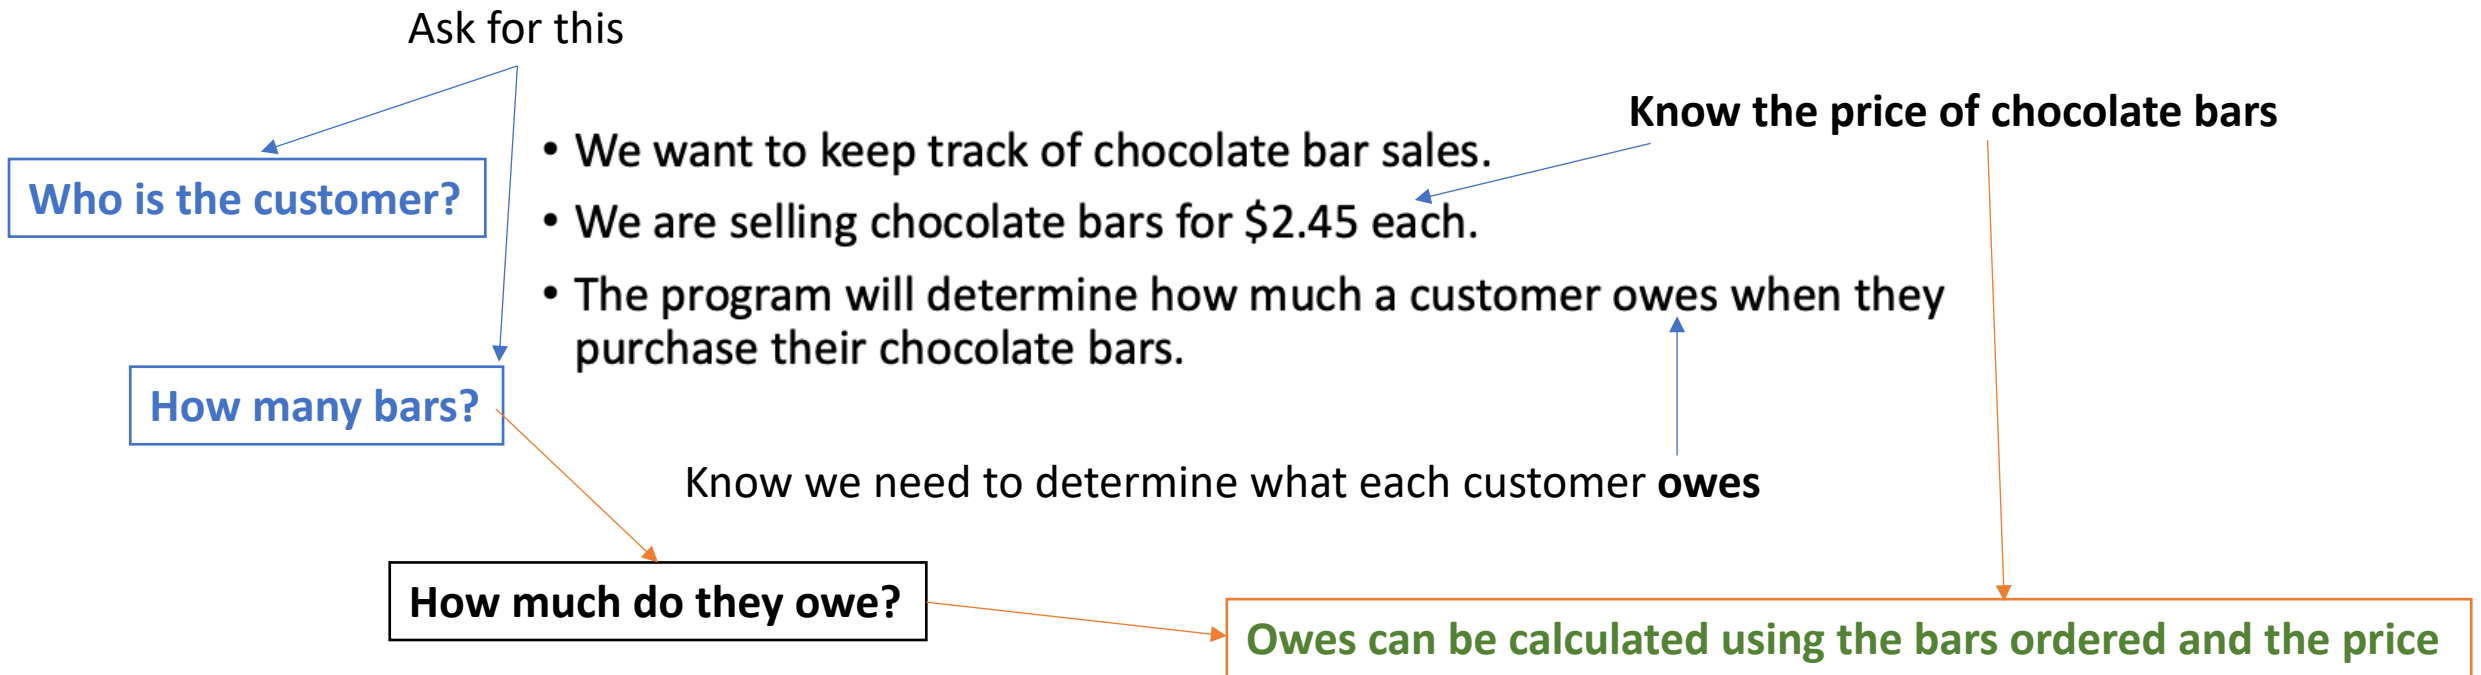 Ask for this
Know the price of chocolate bars
• We want to keep track of chocolate bar sales.
Who is the customer?
• We are selling chocolate bars for $2.45 each.
• The program will determine how much a customer owes when they
purchase their chocolate bars.
How many bars?
Know we need to determine what each customer owes
How much do they owe?
Owes can be calculated using the bars ordered and the price